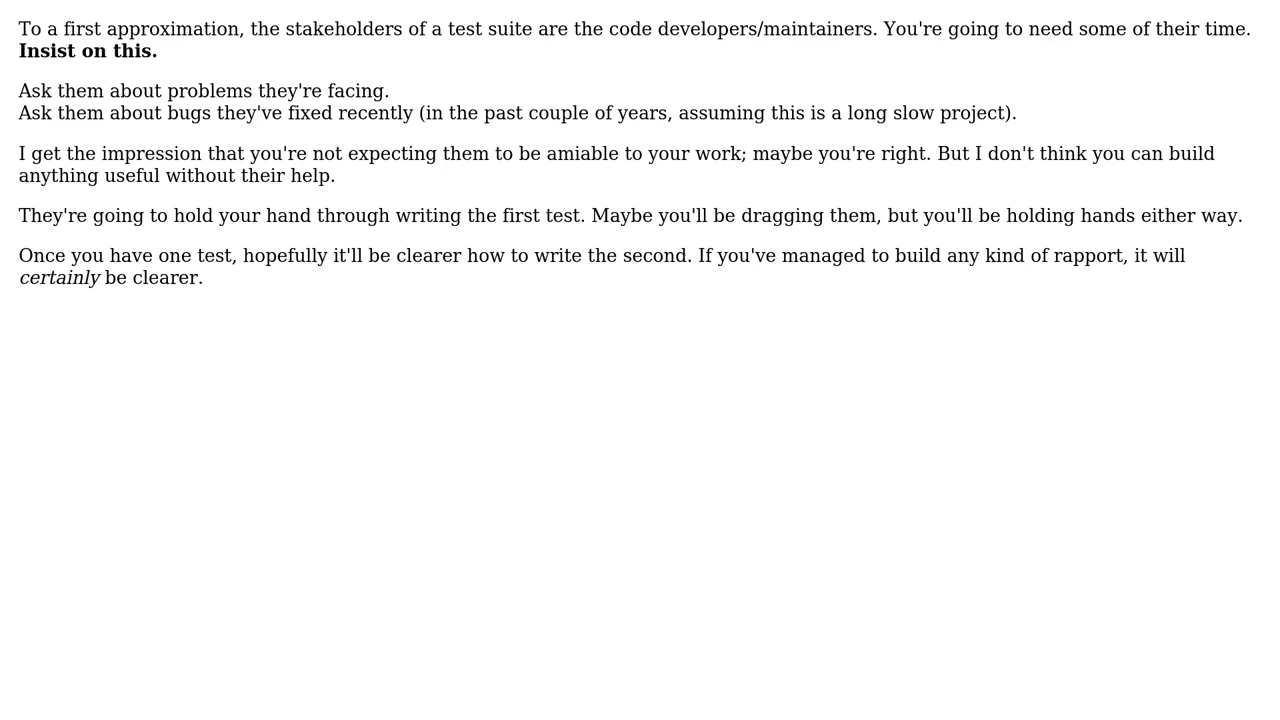 To a first approximation, the stakeholders of a test suite are the code developers/maintainers. You're going to need some of their time.
Insist on this.
Ask them about problems they're facing.
Ask them about bugs they've fixed recently (in the past couple of years, assuming this is a long slow project).
I get the impression that you're not expecting them to be amiable to your work; maybe you're right. But I don't think you can build
anything useful without their help.
They're going to hold your hand through writing the first test. Maybe you'll be dragging them, but you'll be holding hands either way.
Once you have one test, hopefully it'll be clearer how to write the second. If you've managed to build any kind of rapport, it will
certainly be clearer.